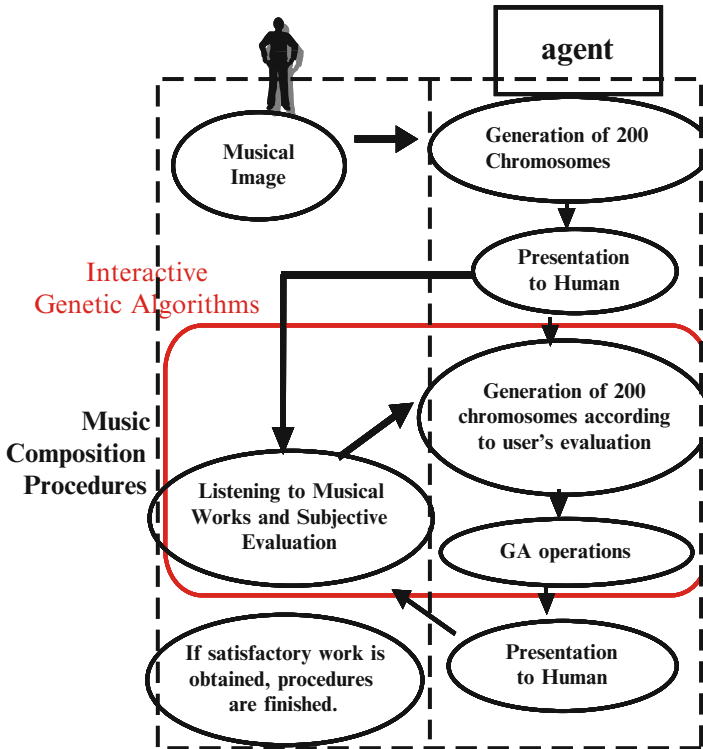 agent
Musical
Image
Generation of 200
Chromosomes
Presentation
to Human
Interactive
Genetic Algorithms
Generation of 200
chromosomes according
to user's evaluation
Music
Composition
Procedures
Listening to Musical
Works and Subjective
Evaluation
GA operations
If satisfactory work is
obtained, procedures
are finished.
Presentation
to Human